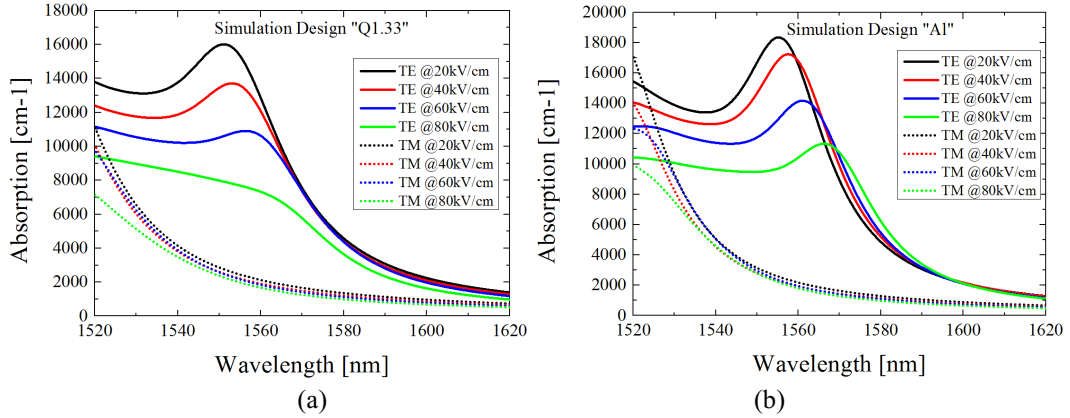 Simulation Design "Q1.33"
18000
16000
14000
12000
10000
8000
6000
4000
2000
0
Absorption [cm-1]
TE @20kV/cm
TE @40kV/cm
TE @60kV/cm
TE @80kV/cm
TM @20kV/cm
TM @40kV/cm
TM @60kV/cm
TM @80kV/cm
1520 1540 1560 1580 1600 1620
Wavelength [nm]
(a)
Simulation Design "Al"
20000
18000
16000
14000
12000
10000
8000
6000
4000
2000
0
Absorption [cm-1]
TE @20kV/cm
TE @40kV/cm
TE @60kV/cm
TE @80kV/cm
TM @20kV/cm
TM @40kV/cm
TM @60kV/cm
TM @80kV/cm
1520 1540 1560 1580 1600 1620
Wavelength [nm]
(b)